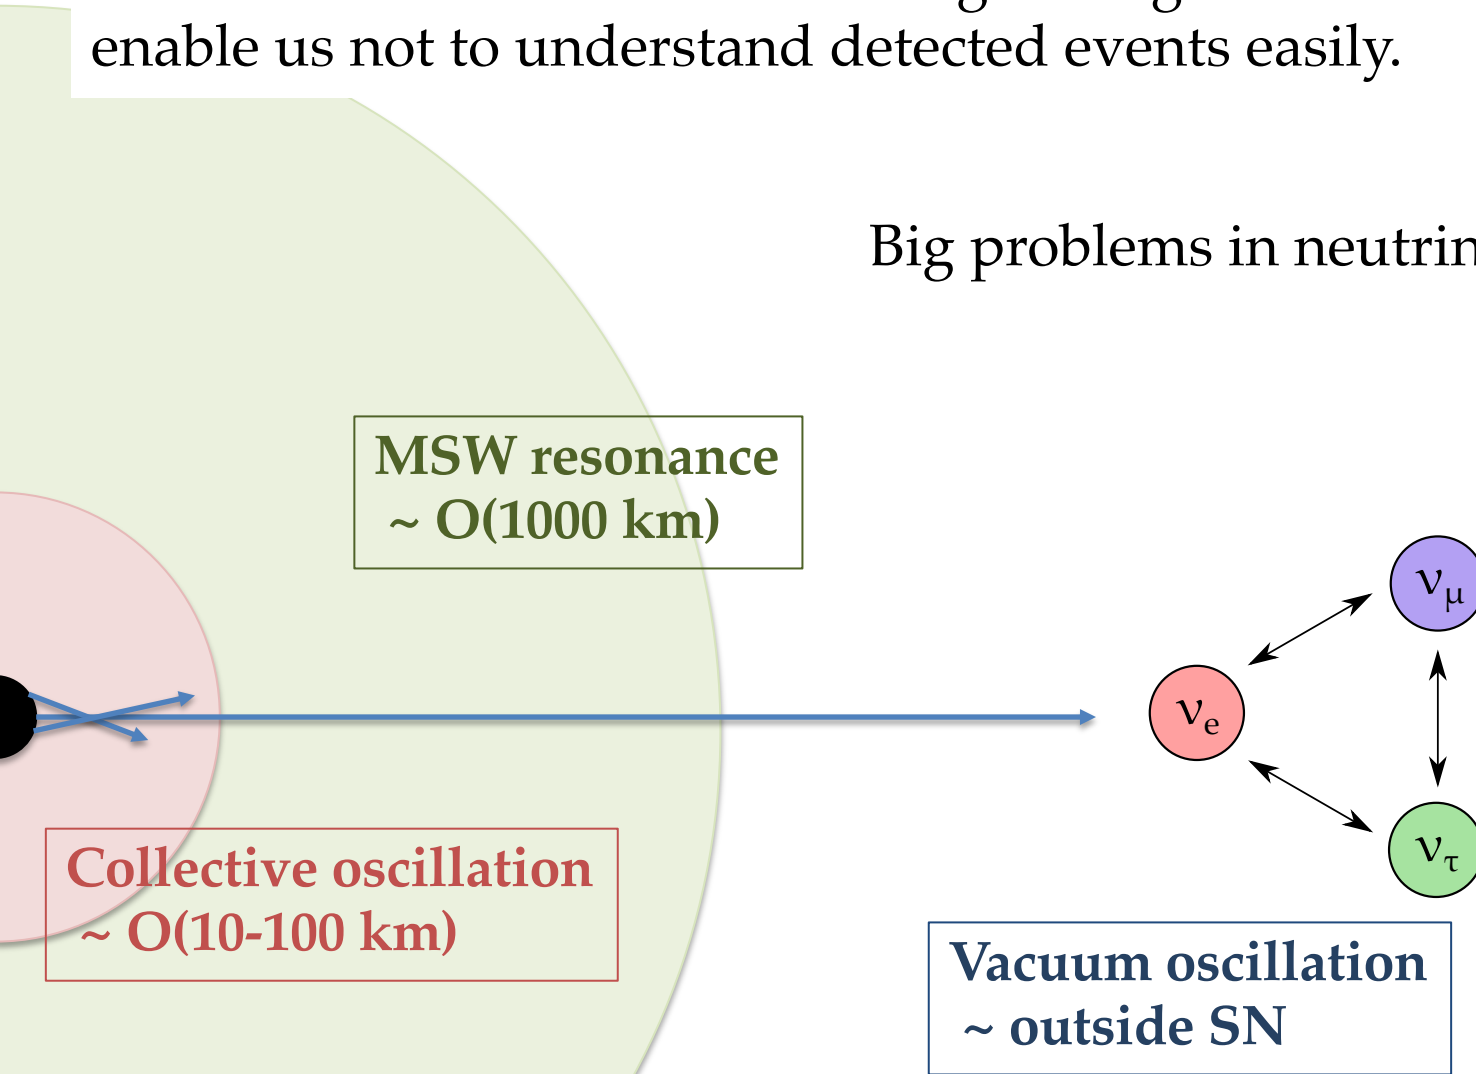 enable us not to understand detected events easily.
Big problems in
MSW resonance
~ O(1000 km)
νμ
νe
ντ
Collective oscillation
~ O(10-100 km)
Vacuum oscillation
~ outside SN